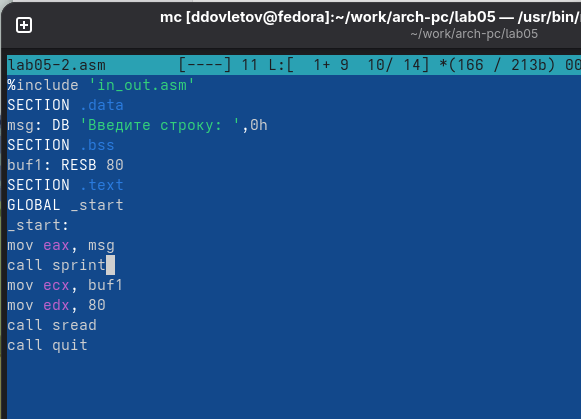 mc [ddovletov@fedora]:~/work/arch-pc/lab05 — /usr/bin/
~/work/arch-pc/lab05
lab05-2.asm [----] 11 L:[ 1+ 9 10/ 14] *(166 / 213b) 00
%include 'in_out.asm'
SECTION .data
msg: DB 'Введите строку: ',0h
SECTION .bss
buf1: RESB 80
SECTION .text
GLOBAL _start
_start:
mov eax, msg
call sprint
mov ecx, buf1
mov edx, 80
call sread
call quit